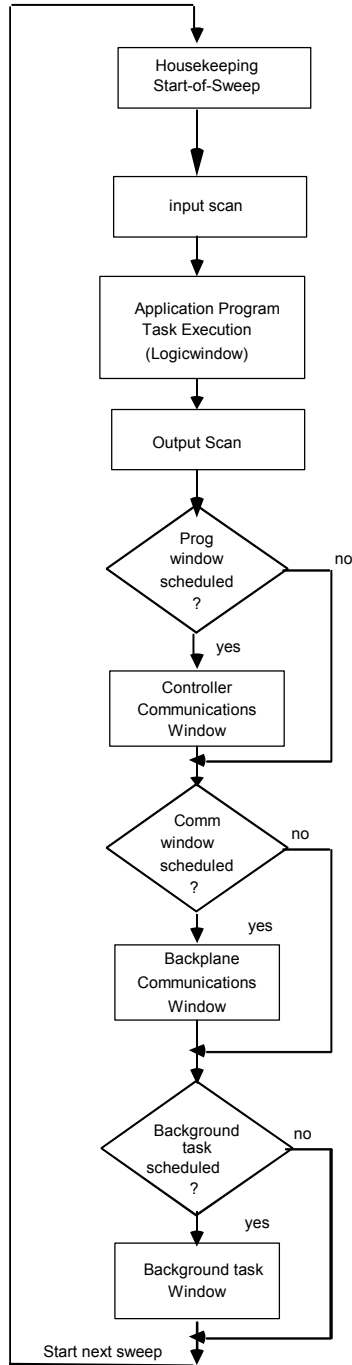 Housekeeping
Start-of-Sweep
input scan
Application Program
Task Execution
(Logicwindow)
Output Scan
Prog
window
scheduled
?
no
yes
Controller
Communications
Window
Comm
window
scheduled
?
no
yes
Backplane
Communications
Window
Background
task
scheduled
?
no
yes
Background task
Window
Start next sweep